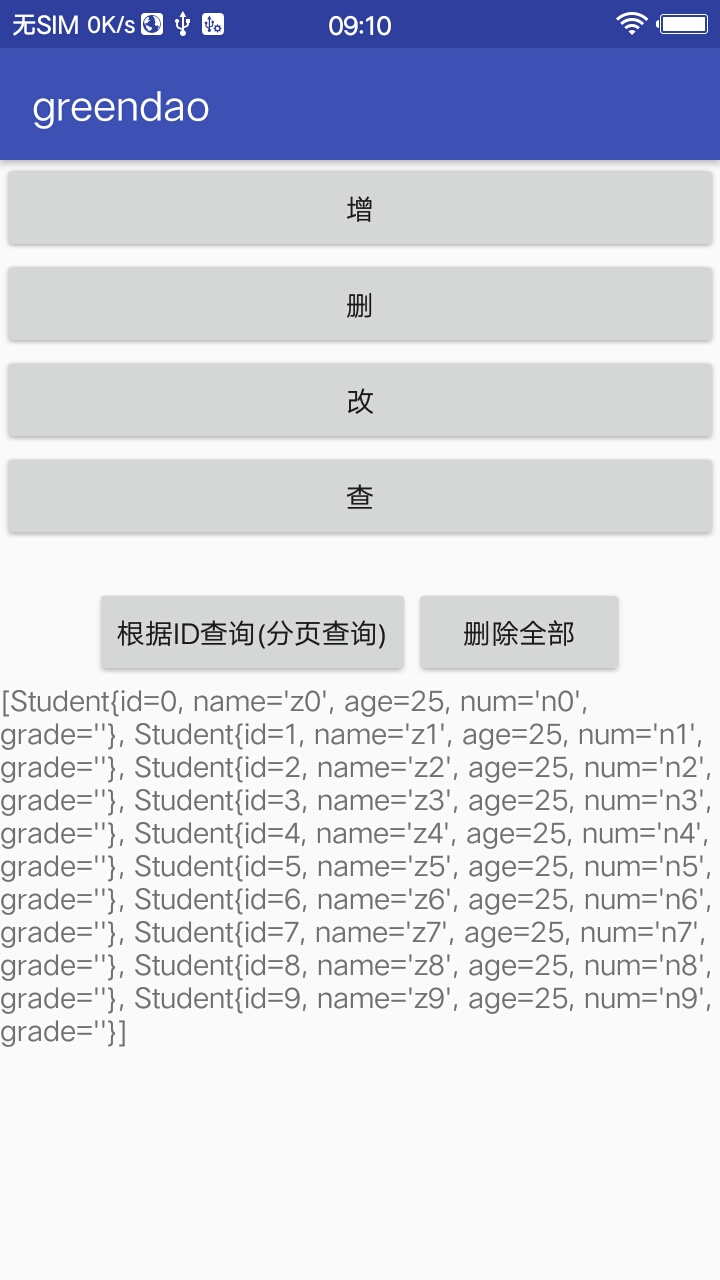 无SIM 0K/s 09:10
greendao
增
删
改
查
根据ID查询(分页查询) 删除全部
[Student{id=0, name='z0', age=25, num='n0',
grade=''}, Student{id=1, name='z1', age=25, num='n1',
grade=''}, Student{id=2, name='z2', age=25, num='n2',
grade=''}, Student{id=3, name='z3', age=25, num='n3',
grade=''}, Student{id=4, name='z4', age=25, num='n4',
grade=''}, Student{id=5, name='z5', age=25, num='n5',
grade=''}, Student{id=6, name='z6', age=25, num='n6',
grade=''}, Student{id=7, name='z7', age=25, num='n7',
grade=''}, Student{id=8, name='z8', age=25, num='n8',
grade=''}, Student{id=9, name='z9', age=25, num='n9',
grade=''}]